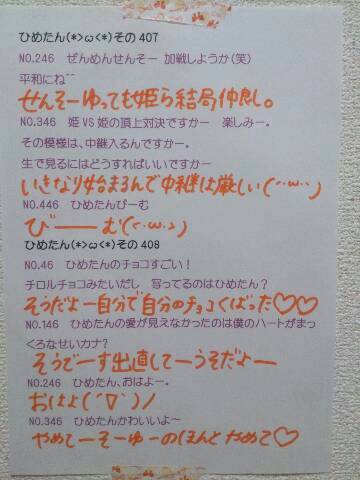 ひめたん(*>ω<*)その407
NO.246　ぜんめんせんそー 加戦しようか(笑)
平和にね^^
せんそーゆっても姫ら結局仲良し。
NO.346　姫VS姫の頂上対決ですかー　楽しみー。
その模様は、中継入るんですかー。
生で見るにはどうすればいいですかー
いきなり始まるんで中継は厳しい(´･ω･･)
NO.446　ひめたんびーむ
びーーむ(´･ω･｀)
ひめたん(*>ω<*)その408
NO.46　ひめたんのチョコすごい！
チロルチョコみたいだし　写ってるのはひめたん？
そうだよー自分で自分のチョコくばった♡♡
NO.146　ひめたんの愛が見えなかったのは僕のハートがまっ
くろなせいカナ？
そうでーす出直してーうそだよー
NO.246　ひめたん、おはよー。
おはよ(´∇｀)ノ
NO.346　ひめたんかわいいよ～
やめてーそーゆーのほんとやめて♡